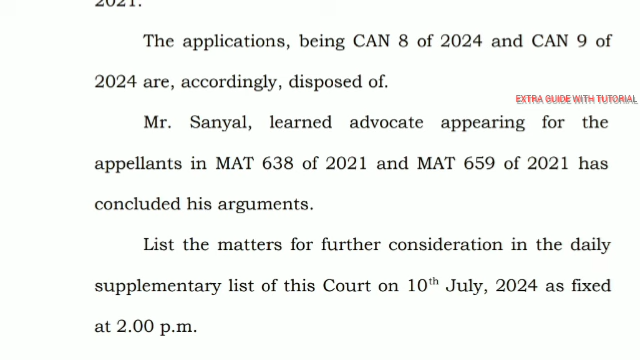 2021.
The applications, being CAN 8 of 2024 and CAN 9 of
2024 are, accordingly, disposed of.
EXTRA GUIDE WITH TUTORIAL
Mr. Sanyal, learned advocate appearing for the
appellants in MAT 638 of 2021 and MAT 659 of 2021 has
concluded his arguments.
List the matters for further consideration in the daily
supplementary list of this Court on 10th July, 2024 as fixed
at 2.00 p.m.